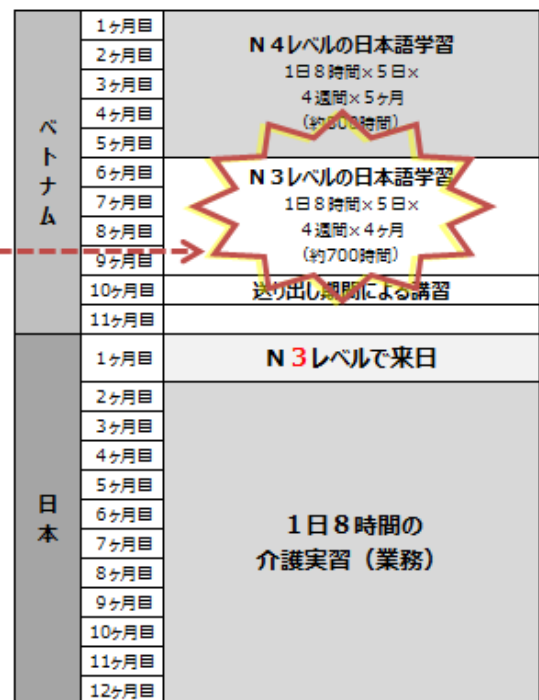 ベトナム
1ヶ月目
2ヶ月目
3ヶ月目
4ヶ月目
5ヶ月目
N4レベルの日本語学習
1日8時間×5日×
4週間×5ヶ月
(約800時間)
6ヶ月目
7ヶ月目
8ヶ月目
9ヶ月目
N3レベルの日本語学習
1日8時間×5日×
4週間×4ヶ月
(約700時間)
10ヶ月目
送り出し期間による講習
11ヶ月目
日本
1ヶ月目
N3レベルで来日
2ヶ月目
3ヶ月目
4ヶ月目
5ヶ月目
6ヶ月目
7ヶ月目
8ヶ月目
9ヶ月目
10ヶ月目
11ヶ月目
12ヶ月目
1日8時間の
介護実習(業務)